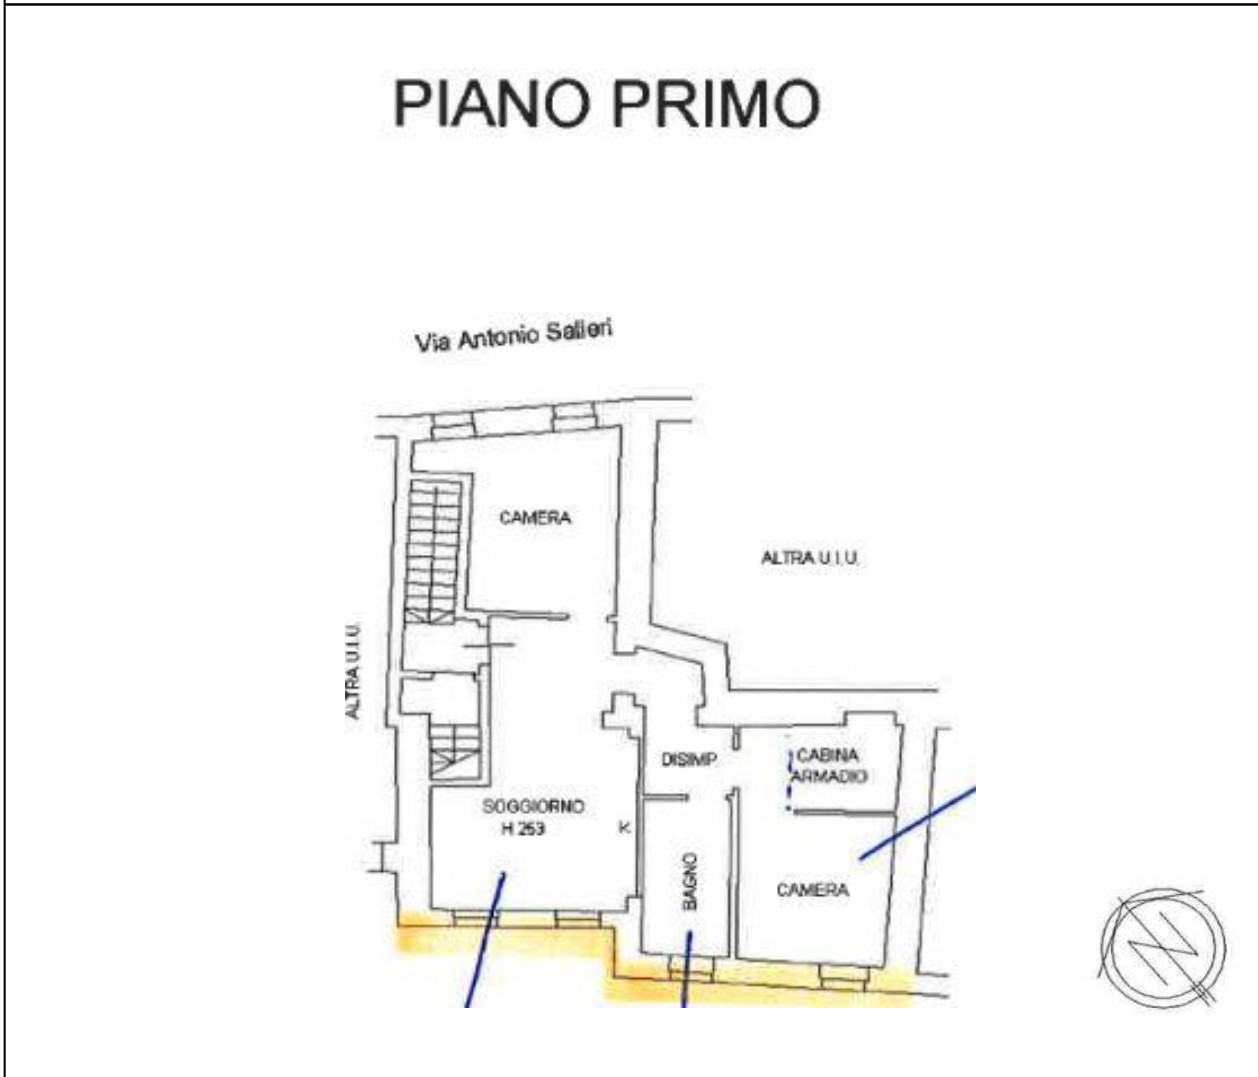 PIANO PRIMO
Via Antonio Salieri
CAMERA
ALTRA U.I.U.
ALTRA U.I.U.
DISIMP
CABINA
ARMADIO
SOGGIORNO
H.253
K
BAGNO
CAMERA